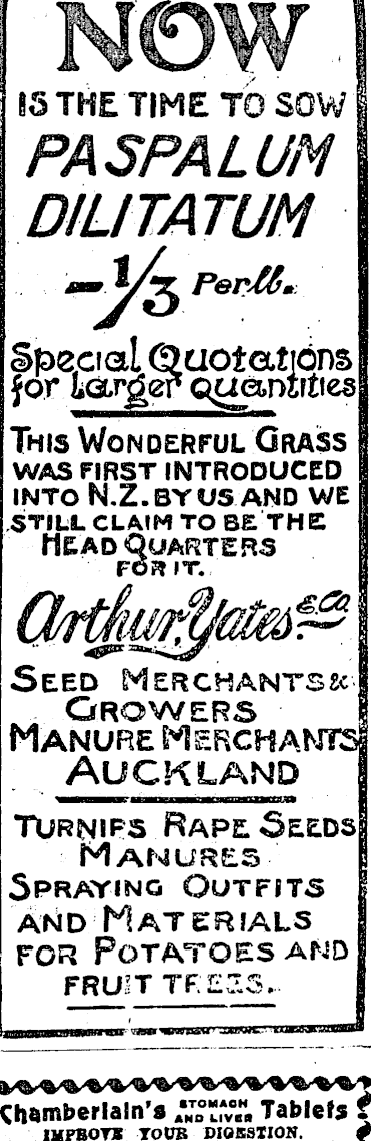 NOW
IS THE TIME TO SOW
PASPALUM
DILITATUM
-1/3 Per lb.
Special Quotations
for Larger quantities
THIS WONDERFUL GRASS
WAS FIRST INTRODUCED
INTO N.Z. BY US AND WE
STILL CLAIM TO BE THE
HEAD QUARTERS
FOR IT.
Arthur, Yates & Co.
SEED MERCHANTS &
GROWERS
MANURE MERCHANTS
AUCKLAND
TURNIPS RAPE SEEDS
MANURES
SPRAYING OUTFITS
AND MATERIALS
FOR POTATOES AND
FRUIT TREES.
Chamberlain's STOMACH AND LIVER Tablets
IMPROVE YOUR DIGESTION.